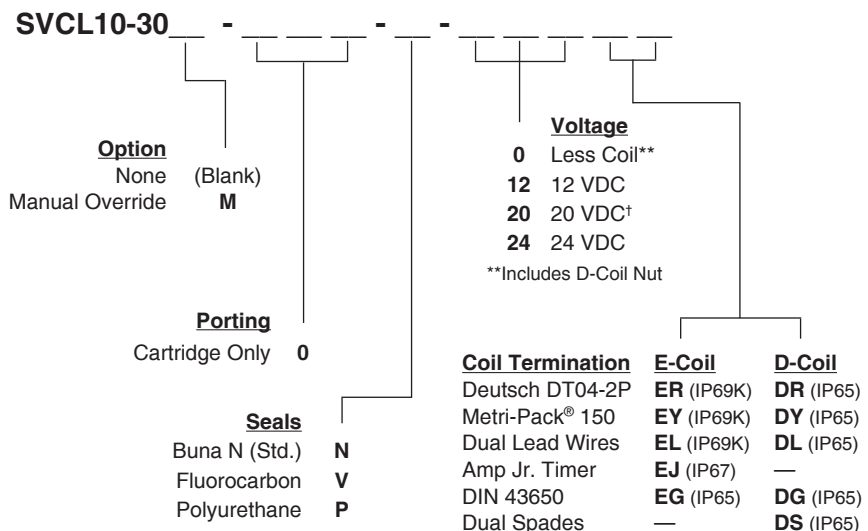 SVCL10-30__ - __ __ __ - __ - __ __ __ __ __
Option
None (Blank)
Manual Override M
Porting
Cartridge Only 0
Seals
Buna N (Std.) N
Fluorocarbon V
Polyurethane P
Voltage
0 Less Coil**
12 12 VDC
20 20 VDC†
24 24 VDC
**Includes D-Coil Nut
Coil Termination E-Coil D-Coil
Deutsch DT04-2P ER (IP69K) DR (IP65)
Metri-Pack® 150 EY (IP69K) DY (IP65)
Dual Lead Wires EL (IP69K) DL (IP65)
Amp Jr. Timer EJ (IP67) —
DIN 43650 EG (IP65) DG (IP65)
Dual Spades — DS (IP65)